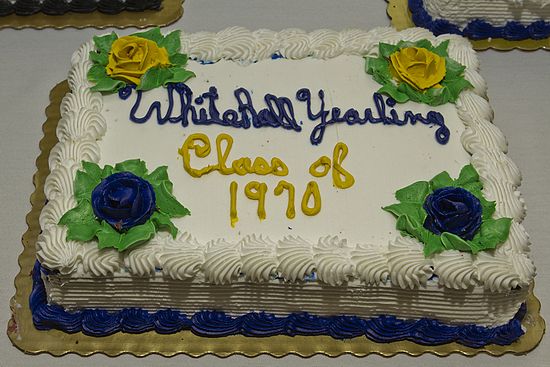 Whitehall Yearling
Class of
1970